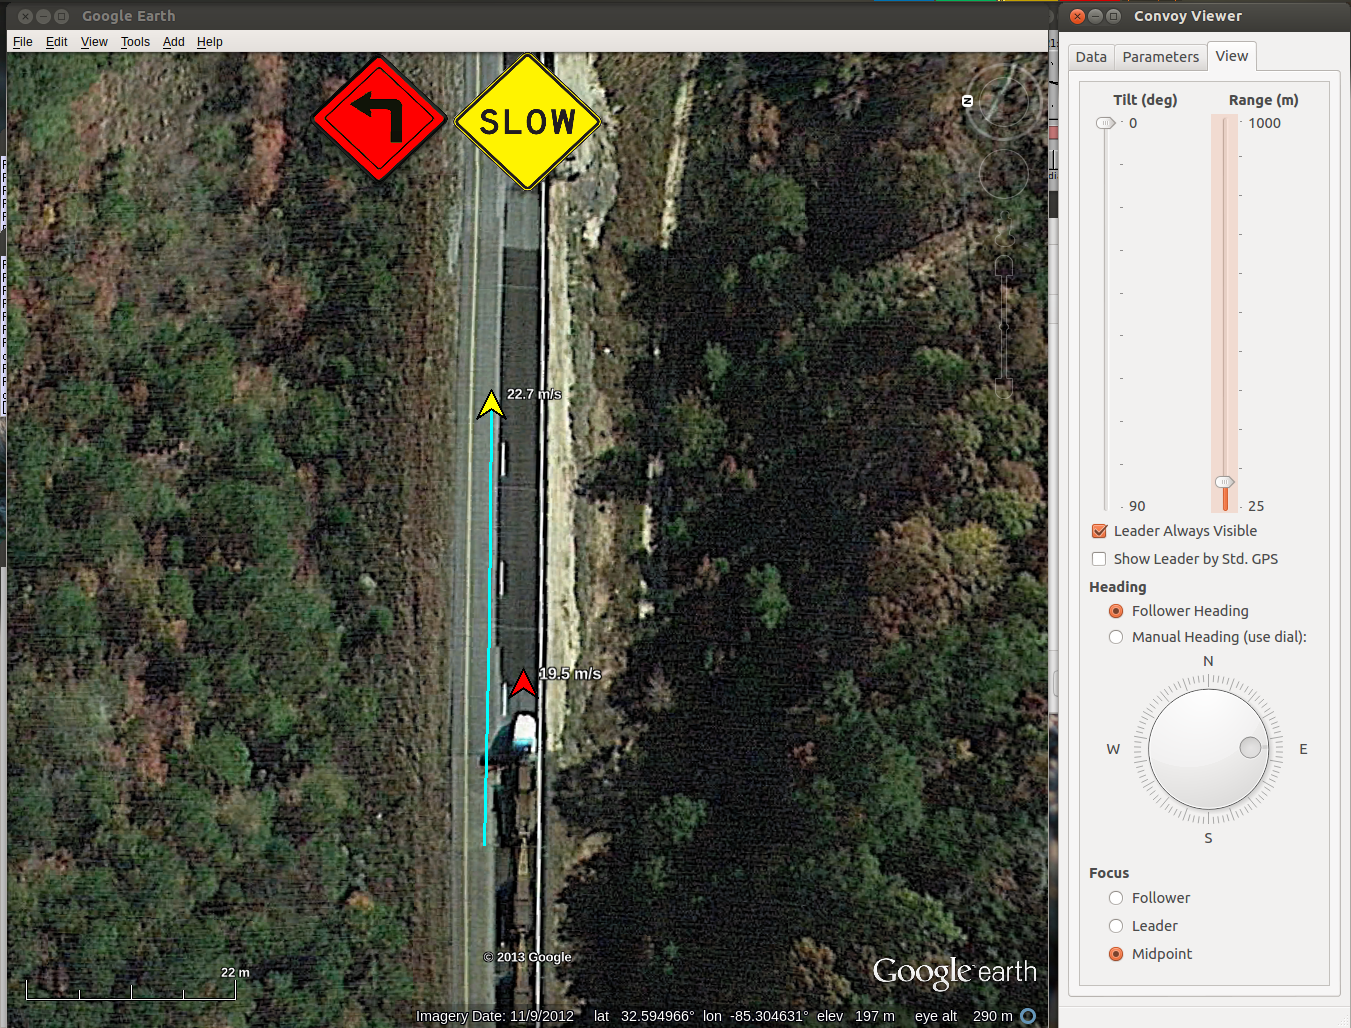 Google Earth
File Edit View Tools Add Help
SLOW
N
22.7 m/s
19.5 m/s
© 2013 Google
22 m
Google earth
Imagery Date: 11/9/2012 lat 32.594966° lon -85.304631° elev 197 m eye alt 290 m
Convoy Viewer
Data Parameters View
Tilt (deg) Range (m)
0 1000
90 25
Leader Always Visible
Show Leader by Std. GPS
Heading
Follower Heading
Manual Heading (use dial):
N
W E
S
Focus
Follower
Leader
Midpoint